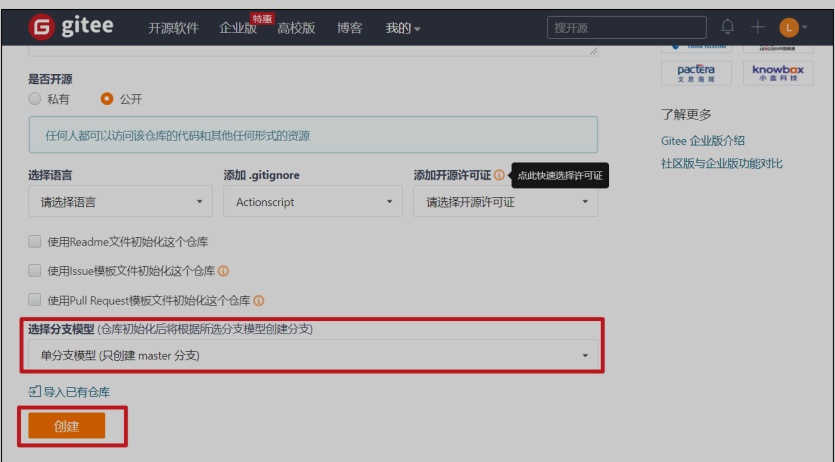 gitee 开源软件 企业版 特惠 高校版 博客 我的 搜开源 L
pactera
文思海辉
knowbox
小盒科技
是否开源
私有 公开
了解更多
任何人都可以访问该仓库的代码和其他任何形式的资源
Gitee 企业版介绍
社区版与企业版功能对比
选择语言 添加 .gitignore 添加开源许可证 点此快速选择许可证
请选择语言 Actionscript 请选择开源许可证
使用Readme文件初始化这个仓库
使用Issue模板文件初始化这个仓库
使用Pull Request模板文件初始化这个仓库
选择分支模型 (仓库初始化后将根据所选分支模型创建分支)
单分支模型 (只创建 master 分支)
导入已有仓库
创建